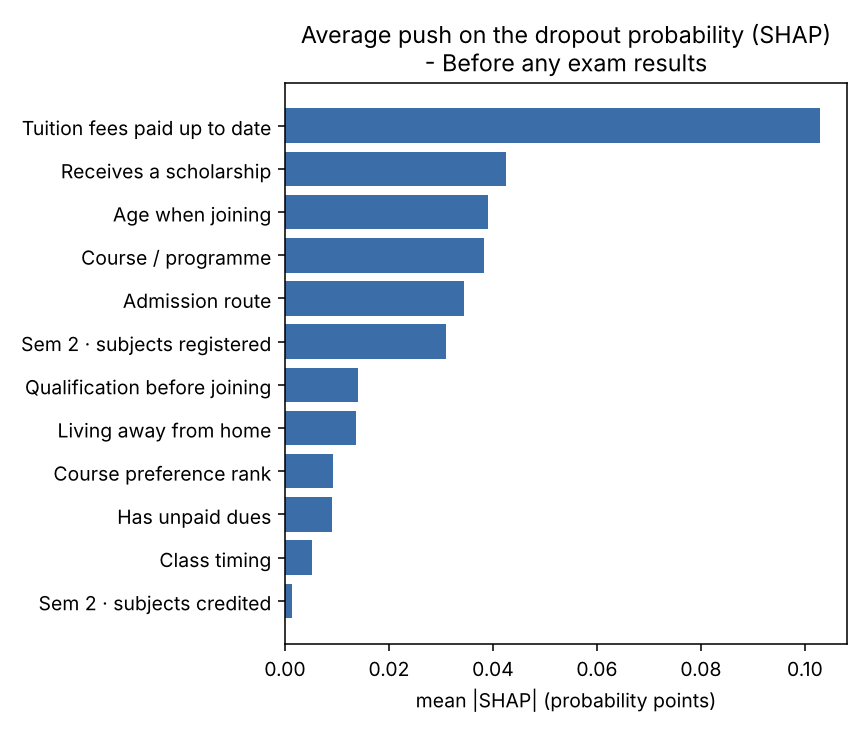 Average push on the dropout probability (SHAP)
- Before any exam results
Tuition fees paid up to date
Receives a scholarship
Age when joining
Course / programme
Admission route
Sem 2 · subjects registered
Qualification before joining
Living away from home
Course preference rank
Has unpaid dues
Class timing
Sem 2 · subjects credited
0.00 0.02 0.04 0.06 0.08 0.10
mean |SHAP| (probability points)